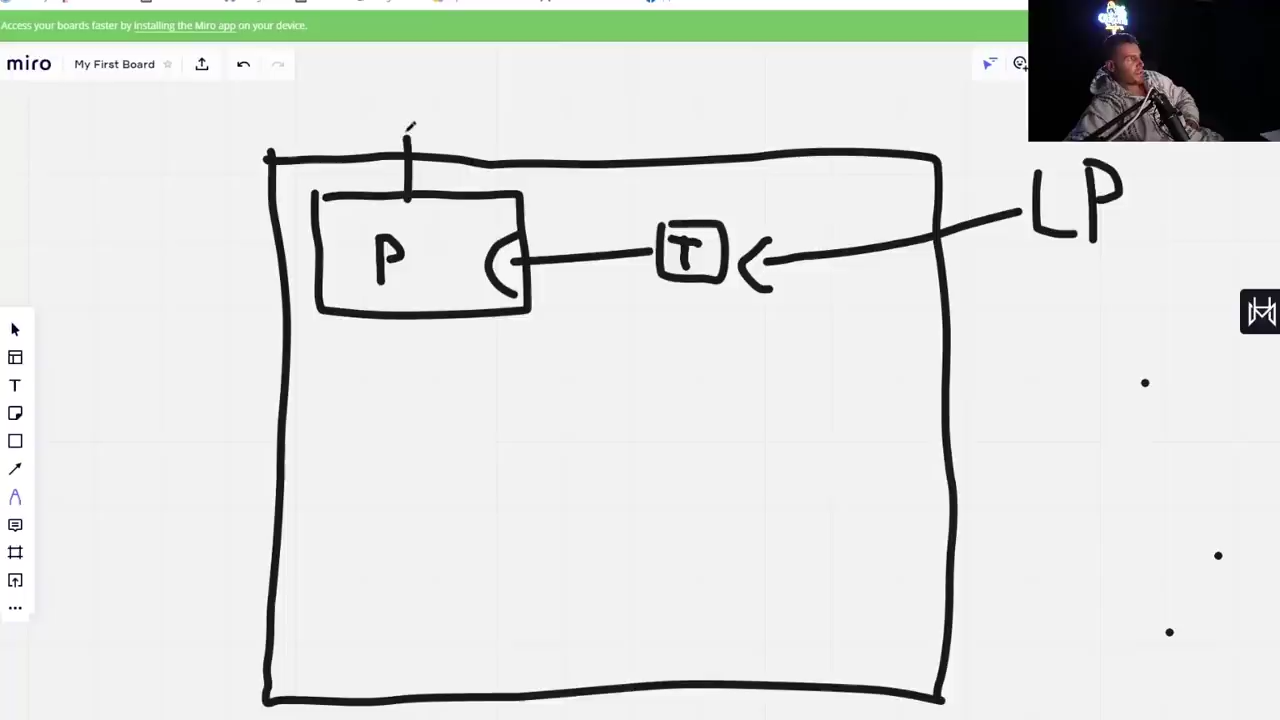 Access your boards faster by installing the Miro app on your device.
miro My First Board
LP
P
T
T